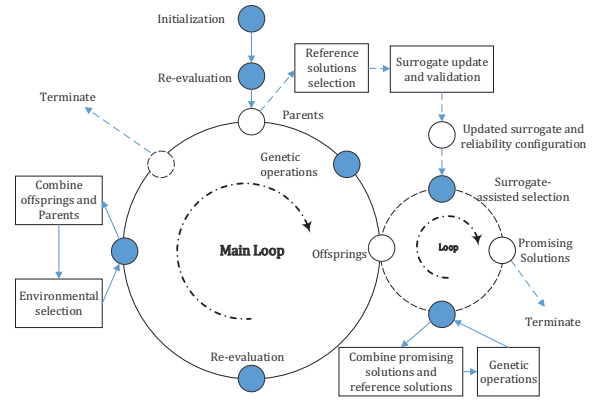 Initialization
Re-evaluation
Reference
solutions
selection
Surrogate update
and validation
Terminate
Parents
Updated surrogate and
reliability configuration
Genetic
operations
Combine
offsprings and
Parents
Surrogate-
assisted selection
Main Loop
Offsprings
Loop
Promising
Solutions
Environmental
selection
Terminate
Re-evaluation
Combine promising
solutions and
reference solutions
Genetic
operations